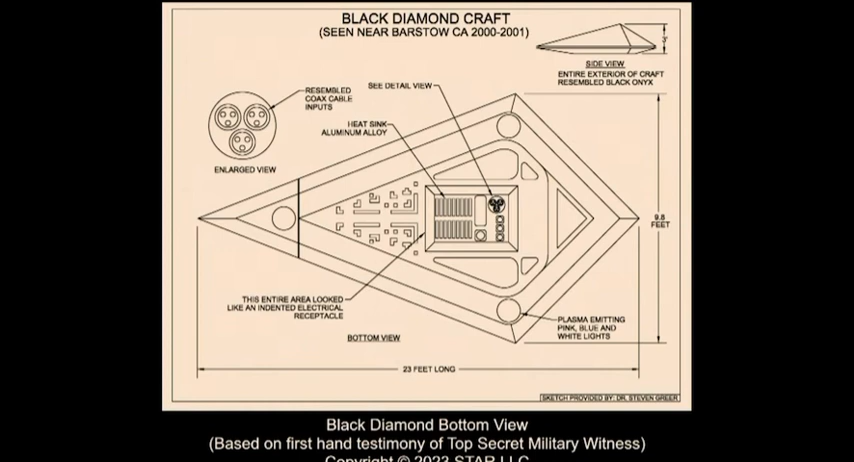 BLACK DIAMOND CRAFT
(SEEN NEAR BARSTOW CA 2000-2001)
3'
SIDE VIEW
ENTIRE EXTERIOR OF CRAFT
RESEMBLED BLACK ONYX
RESEMBLED
COAX CABLE
INPUTS
SEE DETAIL VIEW
HEAT SINK
ALUMINUM ALLOY
ENLARGED VIEW
9.8
FEET
THIS ENTIRE AREA LOOKED
LIKE AN INDENTED ELECTRICAL
RECEPTACLE
PLASMA EMITTING
PINK, BLUE AND
WHITE LIGHTS
BOTTOM VIEW
23 FEET LONG
SKETCH PROVIDED BY: DR. STEVEN GREER
Black Diamond Bottom View
(Based on first hand testimony of Top Secret Military Witness)
Copyright © 2023 STAR LLC